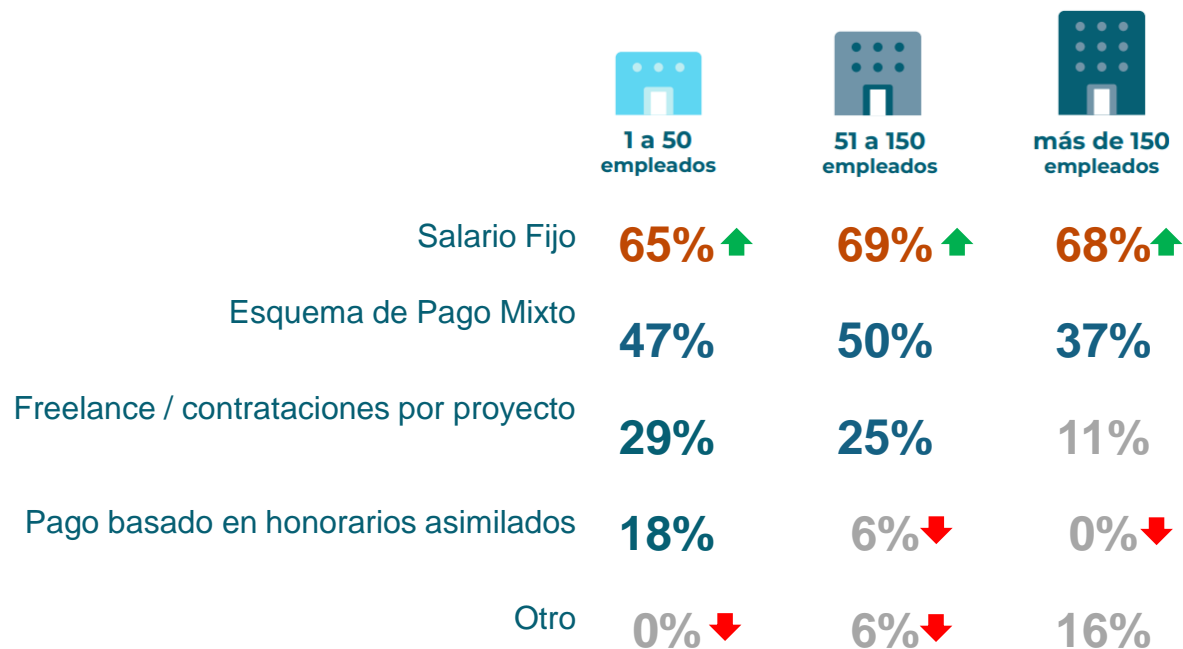 1 a 50
empleados
51 a 150
empleados
más de 150
empleados
Salario Fijo 65% 69% 68%
Esquema de Pago Mixto 47% 50% 37%
Freelance / contrataciones por proyecto 29% 25% 11%
Pago basado en honorarios asimilados 18% 6% 0%
Otro 0% 6% 16%